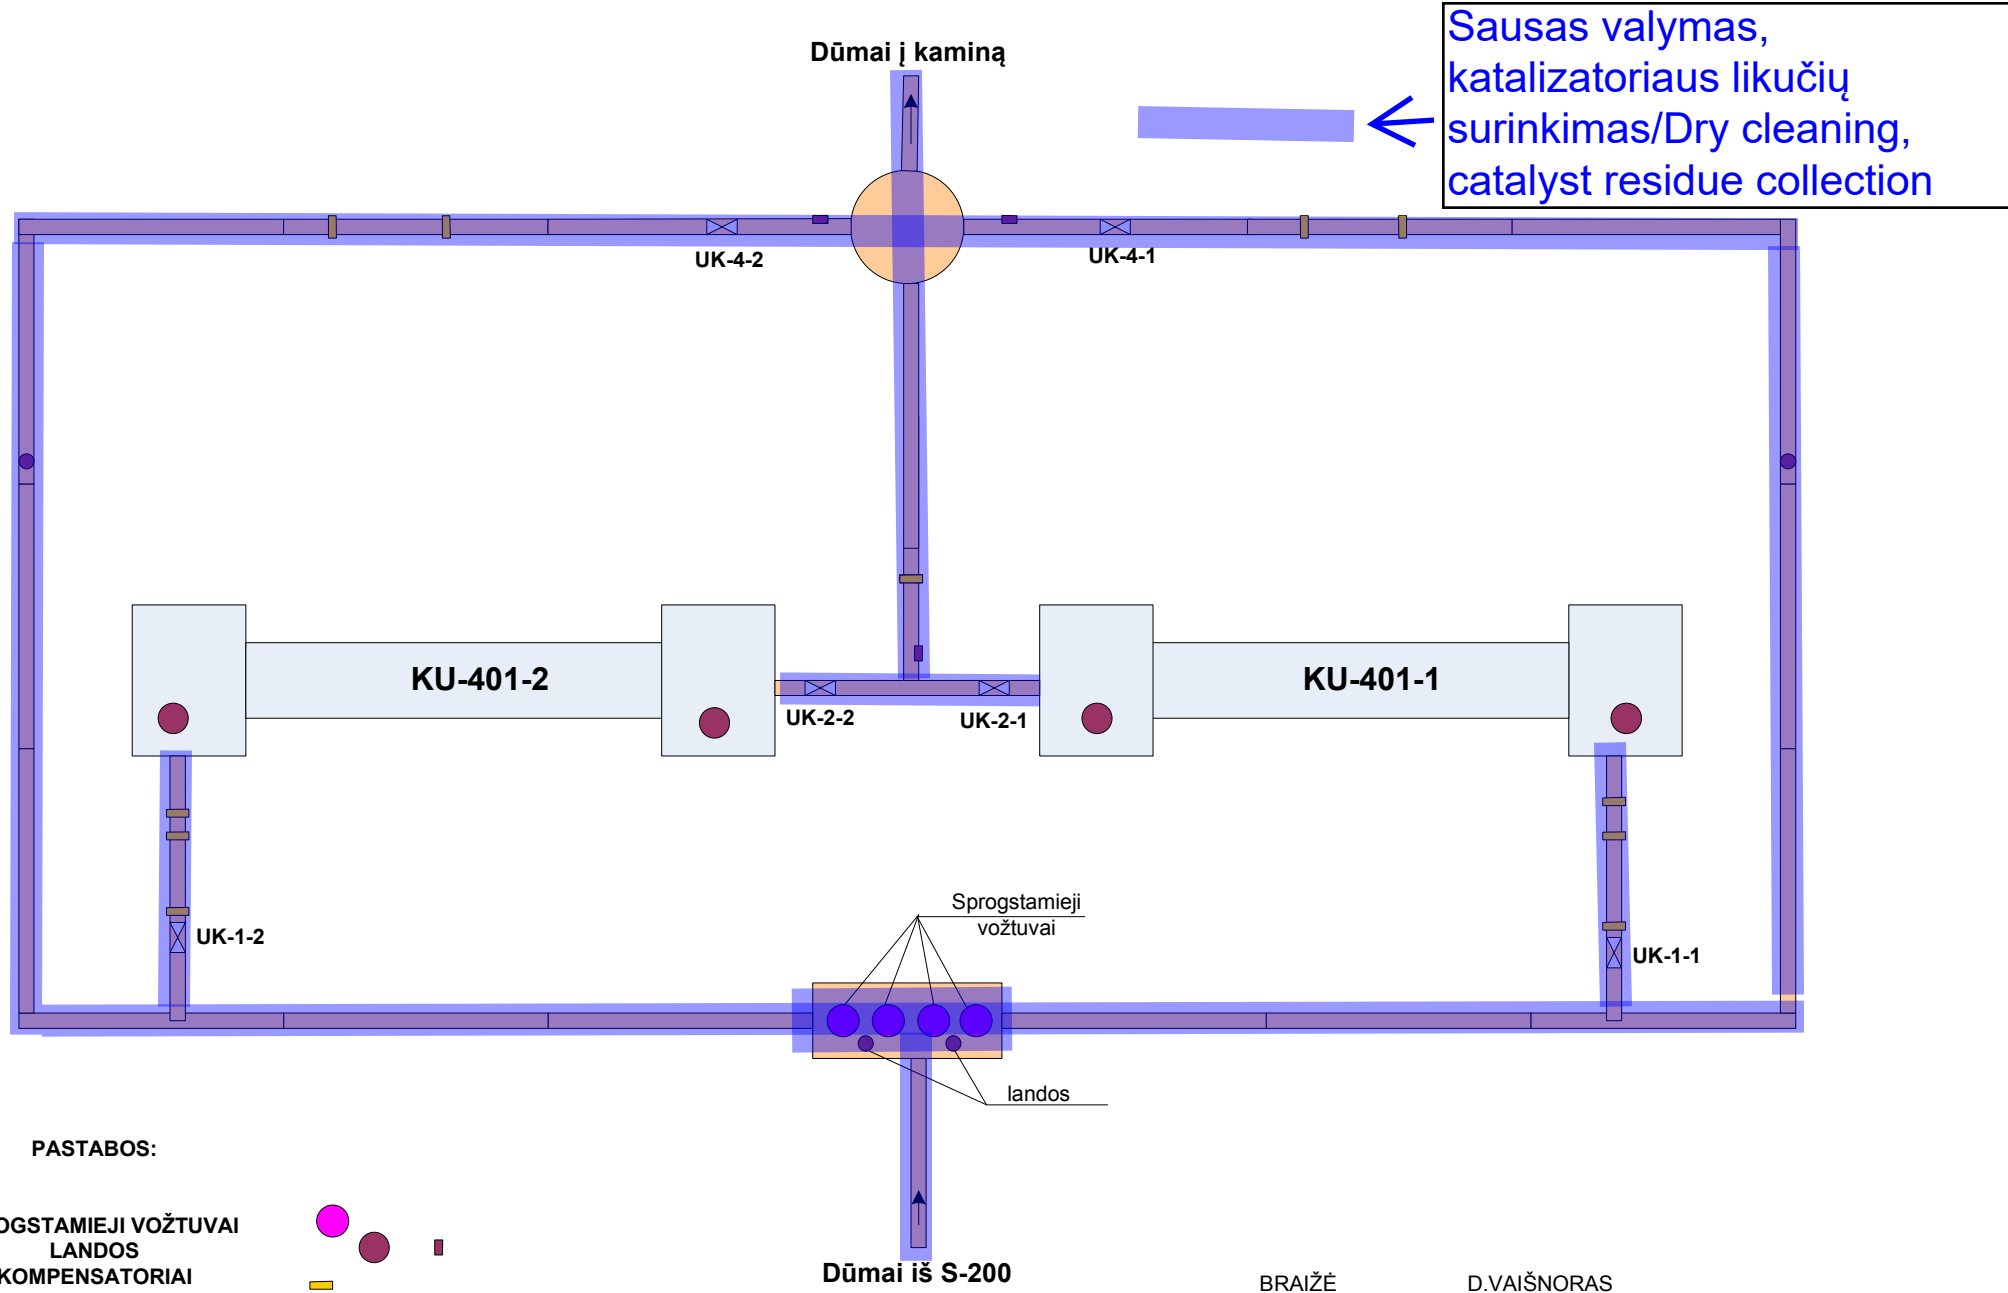 Dūmai į kaminą
Sausas valymas,
katalizatoriaus likučių
surinkimas/Dry cleaning,
catalyst residue collection
UK-4-2
UK-4-1
KU-401-2
KU-401-1
UK-2-2
UK-2-1
UK-1-2
UK-1-1
Sprogstamieji
vožtuvai
landos
PASTABOS:
OGSTAMIEJI VOŽTUVAI
LANDOS
KOMPENSATORIAI
Dūmai iš S-200
BRAIŽĖ D.VAIŠNORAS